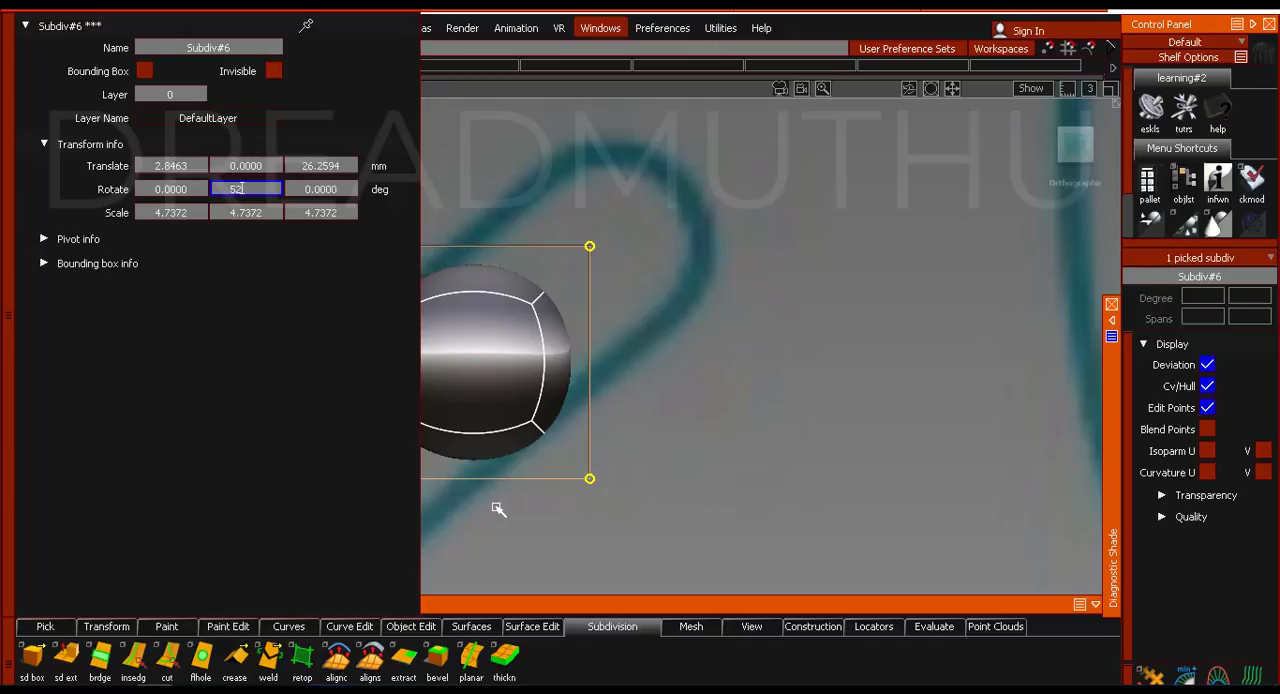 Subdiv#6 ***
as Render Animation VR Windows Preferences Utilities Help
Sign In
Control Panel
Name Subdiv#6
User Preference Sets Workspaces
Default
Shelf Options
Bounding Box Invisible
learning#2
Layer 0
Show 3
Layer Name DefaultLayer
DREADMUTHU
eskls tutrs help
Transform info
Menu Shortcuts
Translate 2.8463 0.0000 26.2594 mm
Rotate 0.0000 52 0.0000 deg
Orthographic
Scale 4.7372 4.7372 4.7372
pallet objlst infwn ckmod
Pivot info
Bounding box info
1 picked subdiv
Subdiv#6
Degree
Spans
Display
Deviation
Cv/Hull
Edit Points
Blend Points
Isoparm U V
Curvature U V
Transparency
Quality
Diagnostic Shade
Pick Transform Paint Paint Edit Curves Curve Edit Object Edit Surfaces Surface Edit Subdivision Mesh View Construction Locators Evaluate Point Clouds
sd box sd ext brdge insedg cut flhole crease weld retop alignc aligns extract bevel planar thickn